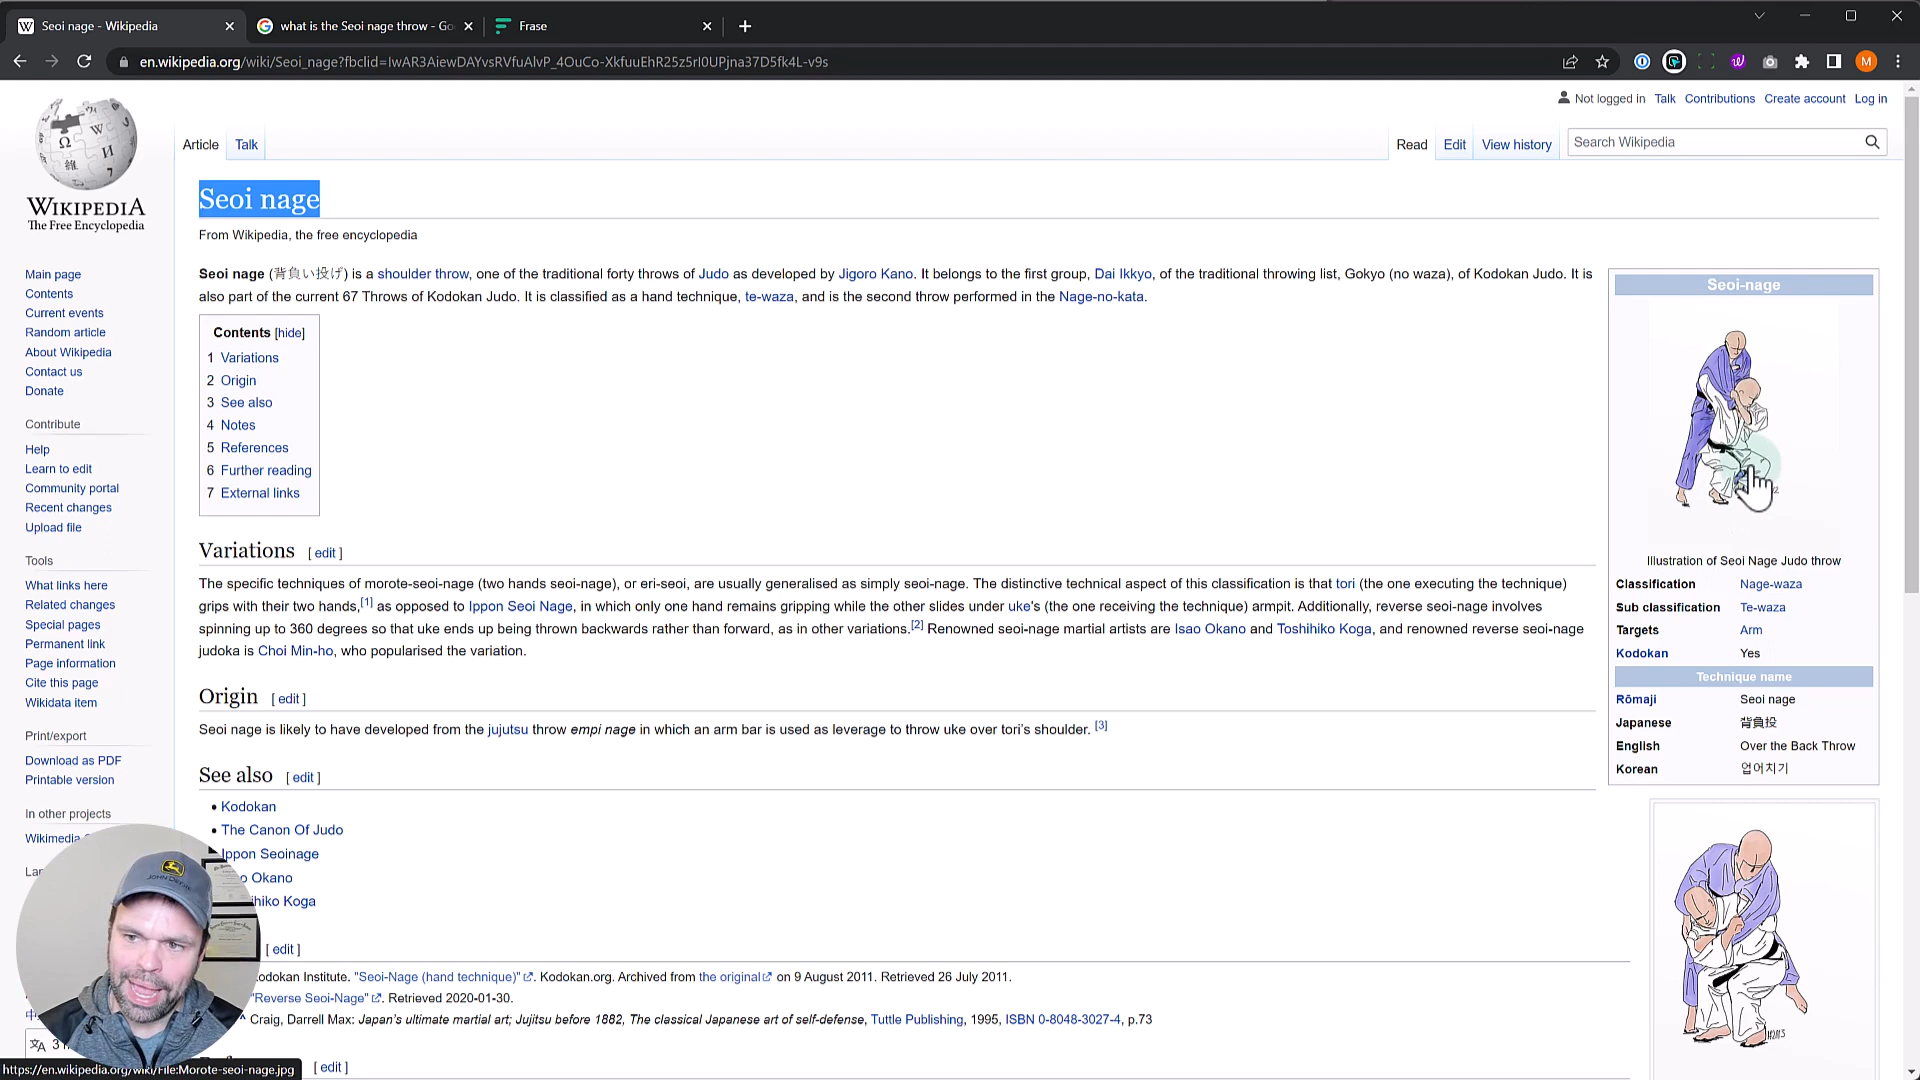 Seoi nage - Wikipedia
what is the Seoi nage throw - Go
Frase
en.wikipedia.org/wiki/Seoi_nage?fbclid=IwAR3AiewDAYvsRVfuAlvP_4OuCo-XkfuuEhR25z5rI0UPjna37D5fk4L-v9s
M
Not logged in Talk Contributions Create account Log in
Article Talk
Read Edit View history
Search Wikipedia
WIKIPEDIA
The Free Encyclopedia
Main page
Contents
Current events
Random article
About Wikipedia
Contact us
Donate
Contribute
Help
Learn to edit
Community portal
Recent changes
Upload file
Tools
What links here
Related changes
Special pages
Permanent link
Page information
Cite this page
Wikidata item
Print/export
Download as PDF
Printable version
In other projects
Wikimedia
Seoi nage
From Wikipedia, the free encyclopedia
Seoi nage (背負い投げ) is a shoulder throw, one of the traditional forty throws of Judo as developed by Jigoro Kano. It belongs to the first group, Dai Ikkyo, of the traditional throwing list, Gokyo (no waza), of Kodokan Judo. It is
also part of the current 67 Throws of Kodokan Judo. It is classified as a hand technique, te-waza, and is the second throw performed in the Nage-no-kata.
Contents [hide]
1 Variations
2 Origin
3 See also
4 Notes
5 References
6 Further reading
7 External links
Variations [ edit ]
The specific techniques of morote-seoi-nage (two hands seoi-nage), or eri-seoi, are usually generalised as simply seoi-nage. The distinctive technical aspect of this classification is that tori (the one executing the technique)
grips with their two hands,[1] as opposed to Ippon Seoi Nage, in which only one hand remains gripping while the other slides under uke's (the one receiving the technique) armpit. Additionally, reverse seoi-nage involves
spinning up to 360 degrees so that uke ends up being thrown backwards rather than forward, as in other variations.[2] Renowned seoi-nage martial artists are Isao Okano and Toshihiko Koga, and renowned reverse seoi-nage
judoka is Choi Min-ho, who popularised the variation.
Origin [ edit ]
Seoi nage is likely to have developed from the jujutsu throw empi nage in which an arm bar is used as leverage to throw uke over tori's shoulder. [3]
See also [ edit ]
• Kodokan
• The Canon Of Judo
Ippon Seoinage
o Okano
hiko Koga
[ edit ]
odokan Institute. "Seoi-Nage (hand technique)". Kodokan.org. Archived from the original on 9 August 2011. Retrieved 26 July 2011.
"Reverse Seoi-Nage". Retrieved 2020-01-30.
^ Craig, Darrell Max: Japan's ultimate martial art; Jujitsu before 1882, The classical Japanese art of self-defense, Tuttle Publishing, 1995, ISBN 0-8048-3027-4, p.73
[ edit ]
Seoi-nage
Illustration of Seoi Nage Judo throw
Classification Nage-waza
Sub classification Te-waza
Targets Arm
Kodokan Yes
Technique name
Rōmaji Seoi nage
Japanese 背負投
English Over the Back Throw
Korean 업어치기
JOHN DEERE
https://en.wikipedia.org/wiki/File:Morote-seoi-nage.jpg